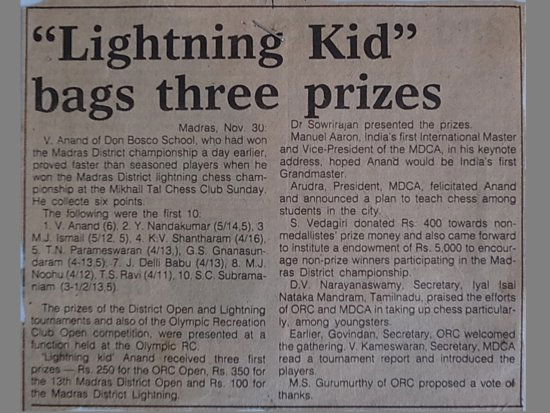 “Lightning Kid”
bags three prizes
Madras, Nov. 30:
V. Anand of Don Bosco School, who had won
the Madras District championship a day earlier,
proved faster than seasoned players when he
won the Madras District lightning chess cham-
pionship at the Mikhail Tal Chess Club Sunday.
He collecte six points.
The following were the first 10:
1. V. Anand (6), 2. Y. Nandakumar (5/14,5), 3
M.J. Ismail (5/12, 5), 4. K.V. Shantharam (4/16),
5. T.N. Parameswaran (4/13,), G.S. Gnanasun-
daram (4-13,5). 7. J. Delli Babu (4/13), 8. M.J.
Noohu (4/12), T.S. Ravi (4/11), 10. S.C. Subrama-
niam (3-1/2/13,5).
The prizes of the District Open and Lightning
tournaments and also of the Olympic Recreation
Club Open competition, were presented at a
function held at the Olympic RC.
'Lightning kid' Anand received three first
prizes — Rs. 250 for the ORC Open, Rs. 350 for
the 13th Madras District Open and Rs. 100 for
the Madras District Lightning.
Dr Sowrirajan presented the prizes.
Manuel Aaron, India's first International Master
and Vice-President of the MDCA, in his keynote
address, hoped Anand would be India's first
Grandmaster.
Arudra, President, MDCA, felicitated Anand
and announced a plan to teach chess among
students in the city.
S. Vedagiri donated Rs: 400 towards non-
medallistes' prize money and also came forward
to institute a endowment of Rs. 5,000 to encour-
age non-prize winners participating in the Mad-
ras District championship.
D.V. Narayanaswamy, Secretary, Iyal Isai
Nataka Mandram, Tamilnadu, praised the efforts
of ORC and MDCA in taking up chess particular-
ly, among youngsters.
Earlier, Govindan, Secretary, ORC welcomed
the gathering. V. Kameswaran, Secretary, MDCA
read a tournament report and introduced the
players.
M.S. Gurumurthy of ORC proposed a vote of
thanks.